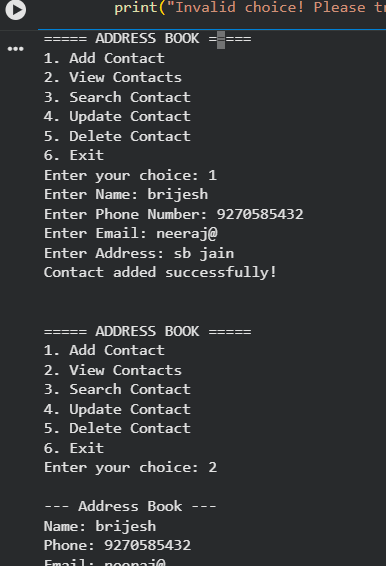 print("Invalid choice! Please tr
===== ADDRESS BOOK =====
1. Add Contact
2. View Contacts
3. Search Contact
4. Update Contact
5. Delete Contact
6. Exit
Enter your choice: 1
Enter Name: brijesh
Enter Phone Number: 9270585432
Enter Email: neeraj@
Enter Address: sb jain
Contact added successfully!
===== ADDRESS BOOK =====
1. Add Contact
2. View Contacts
3. Search Contact
4. Update Contact
5. Delete Contact
6. Exit
Enter your choice: 2
--- Address Book ---
Name: brijesh
Phone: 9270585432
Email: neeraj@